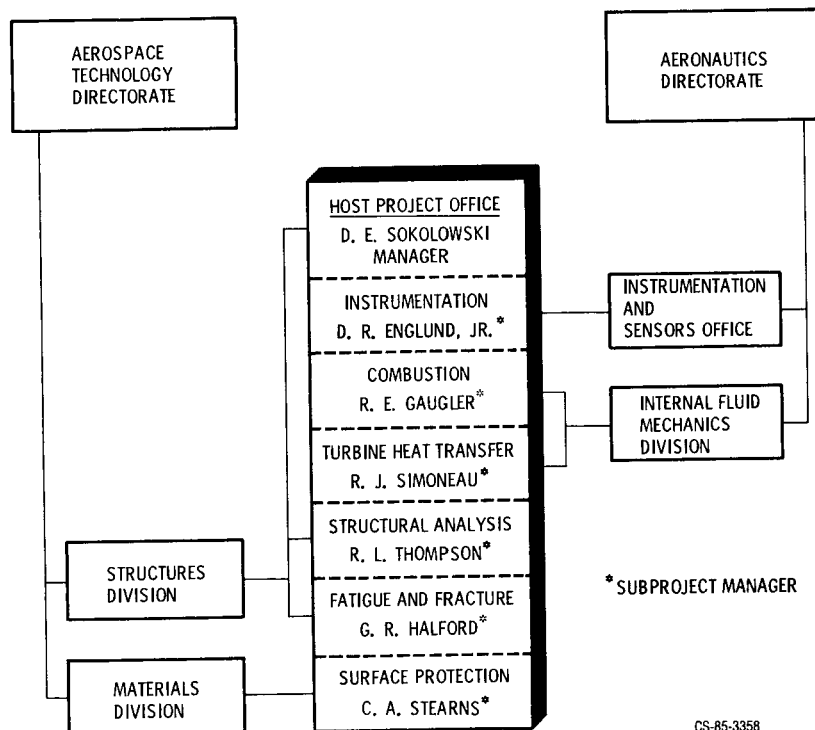 AEROSPACE
TECHNOLOGY
DIRECTORATE
AERONAUTICS
DIRECTORATE
HOST PROJECT OFFICE
D. E. SOKOLOWSKI
MANAGER
INSTRUMENTATION
D. R. ENGLUND, JR.*
COMBUSTION
R. E. GAUGLER*
TURBINE HEAT TRANSFER
R. J. SIMONEAU*
STRUCTURAL ANALYSIS
R. L. THOMPSON*
FATIGUE AND FRACTURE
G. R. HALFORD*
SURFACE PROTECTION
C. A. STEARNS*
INSTRUMENTATION
AND
SENSORS OFFICE
INTERNAL FLUID
MECHANICS
DIVISION
STRUCTURES
DIVISION
MATERIALS
DIVISION
*SUBPROJECT MANAGER
CS-85-3358